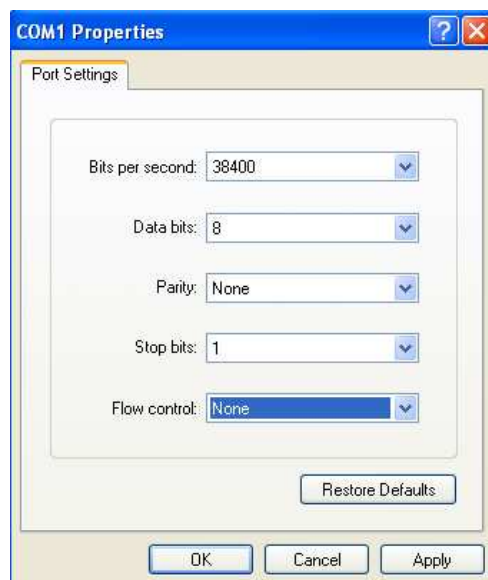 COM1 Properties
Port Settings
Bits per second: 38400
Data bits: 8
Parity: None
Stop bits: 1
Flow control: None
Restore Defaults
OK Cancel Apply